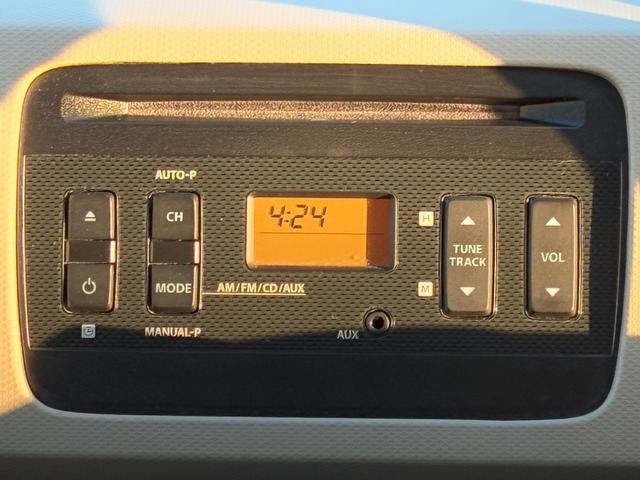 AUTO-P
CH
4:24
H
TUNE
TRACK
VOL
MODE
AM/FM/CD/AUX
M
MANUAL-P
AUX